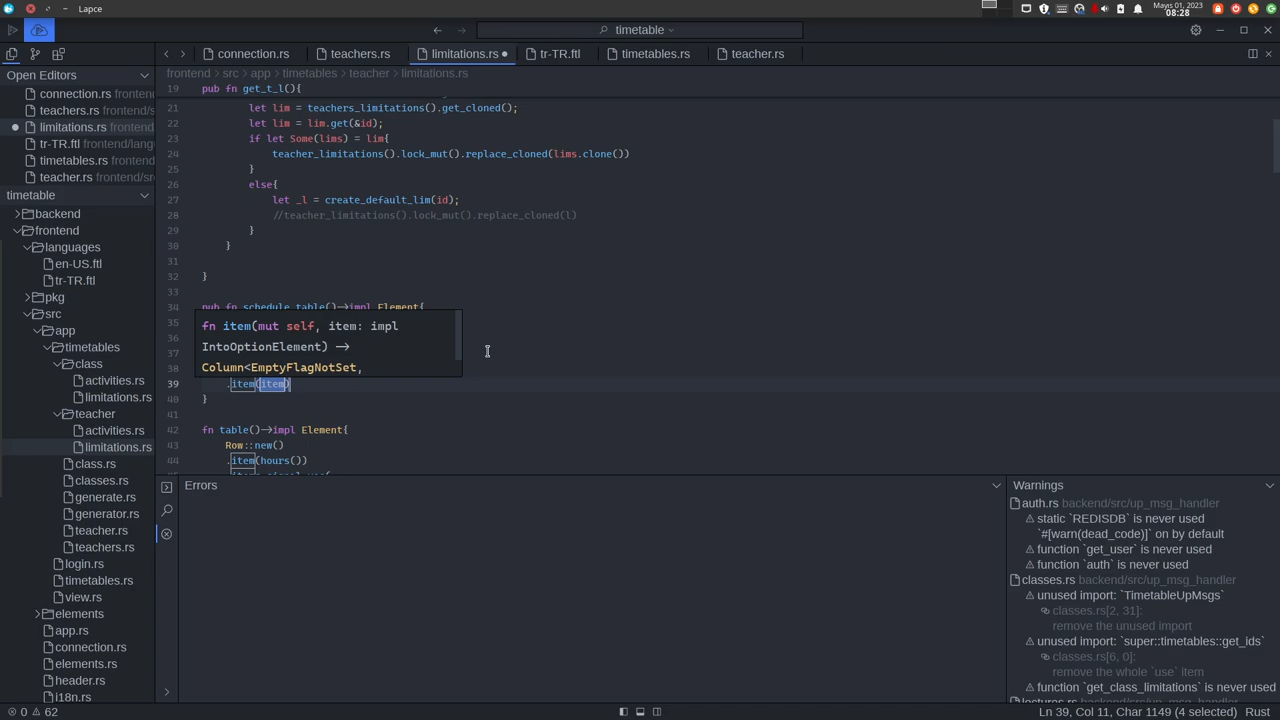 Lapce
Mayıs 01, 2023
08:28
timetable
connection.rs
teachers.rs
limitations.rs
tr-TR.ftl
timetables.rs
teacher.rs
Open Editors
connection.rs frontend
teachers.rs frontend/s
limitations.rs frontend
tr-TR.ftl frontend/lang
timetables.rs frontend
teacher.rs frontend/sr
timetable
backend
frontend
languages
en-US.ftl
tr-TR.ftl
pkg
src
app
timetables
class
activities.rs
limitations.rs
teacher
activities.rs
limitations.rs
class.rs
classes.rs
generate.rs
generator.rs
teacher.rs
teachers.rs
login.rs
timetables.rs
view.rs
elements
app.rs
connection.rs
elements.rs
header.rs
i18n.rs
frontend > src > app > timetables > teacher > limitations.rs
19 pub fn get_t_l(){
21 let lim = teachers_limitations().get_cloned();
22 let lim = lim.get(&id);
23 if let Some(lims) = lim{
24 teacher_limitations().lock_mut().replace_cloned(lims.clone())
25 }
26 else{
27 let _l = create_default_lim(id);
28 //teacher_limitations().lock_mut().replace_cloned(l)
29 }
30 }
31
32 }
33
34 pub fn schedule_table()->impl Element{
35
36
37
38
fn item(mut self, item: impl
IntoOptionElement) ->
Column<EmptyFlagNotSet,
39 .item(item)
40 }
41
42 fn table()->impl Element{
43 Row::new()
44 .item(hours())
Errors
Warnings
auth.rs backend/src/up_msg_handler
static `REDISDB` is never used
`#[warn(dead_code)]` on by default
function `get_user` is never used
function `auth` is never used
classes.rs backend/src/up_msg_handler
unused import: `TimetableUpMsgs`
classes.rs[2, 31]:
remove the unused import
unused import: `super::timetables::get_ids`
classes.rs[6, 0]:
remove the whole `use` item
function `get_class_limitations` is never used
lectures.rs backend/src/up_msg_handler
0 62
Ln 39, Col 11, Char 1149 (4 selected)
Rust